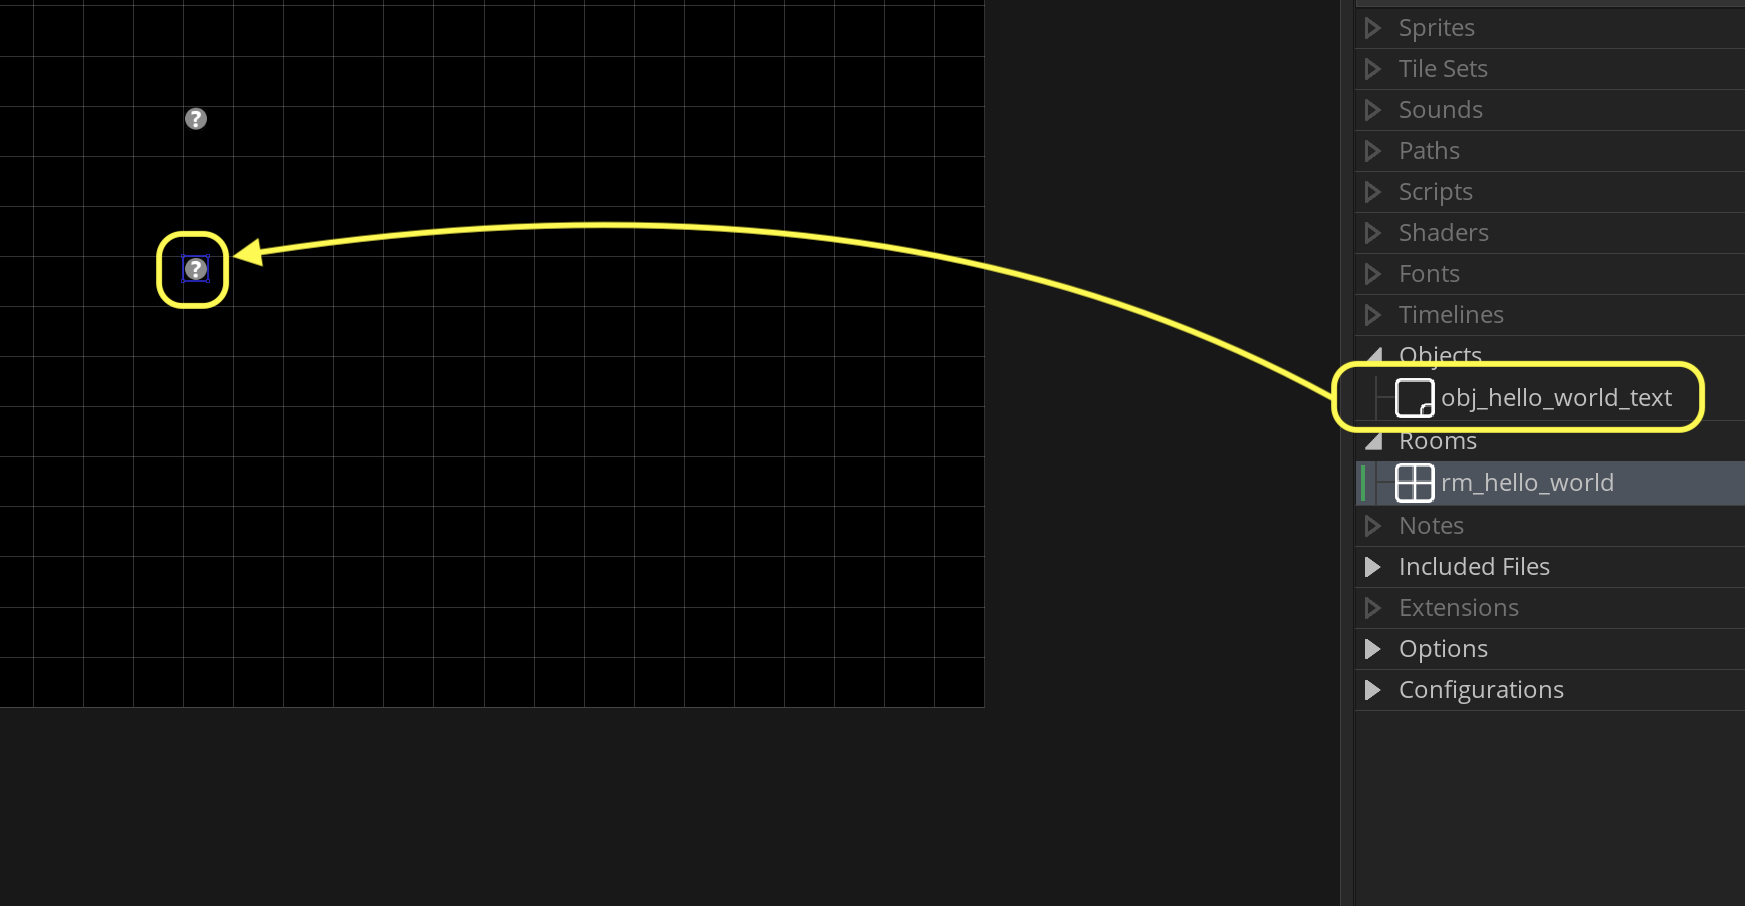 ?
?
Sprites
Tile Sets
Sounds
Paths
Scripts
Shaders
Fonts
Timelines
Objects
obj_hello_world_text
Rooms
rm_hello_world
Notes
Included Files
Extensions
Options
Configurations